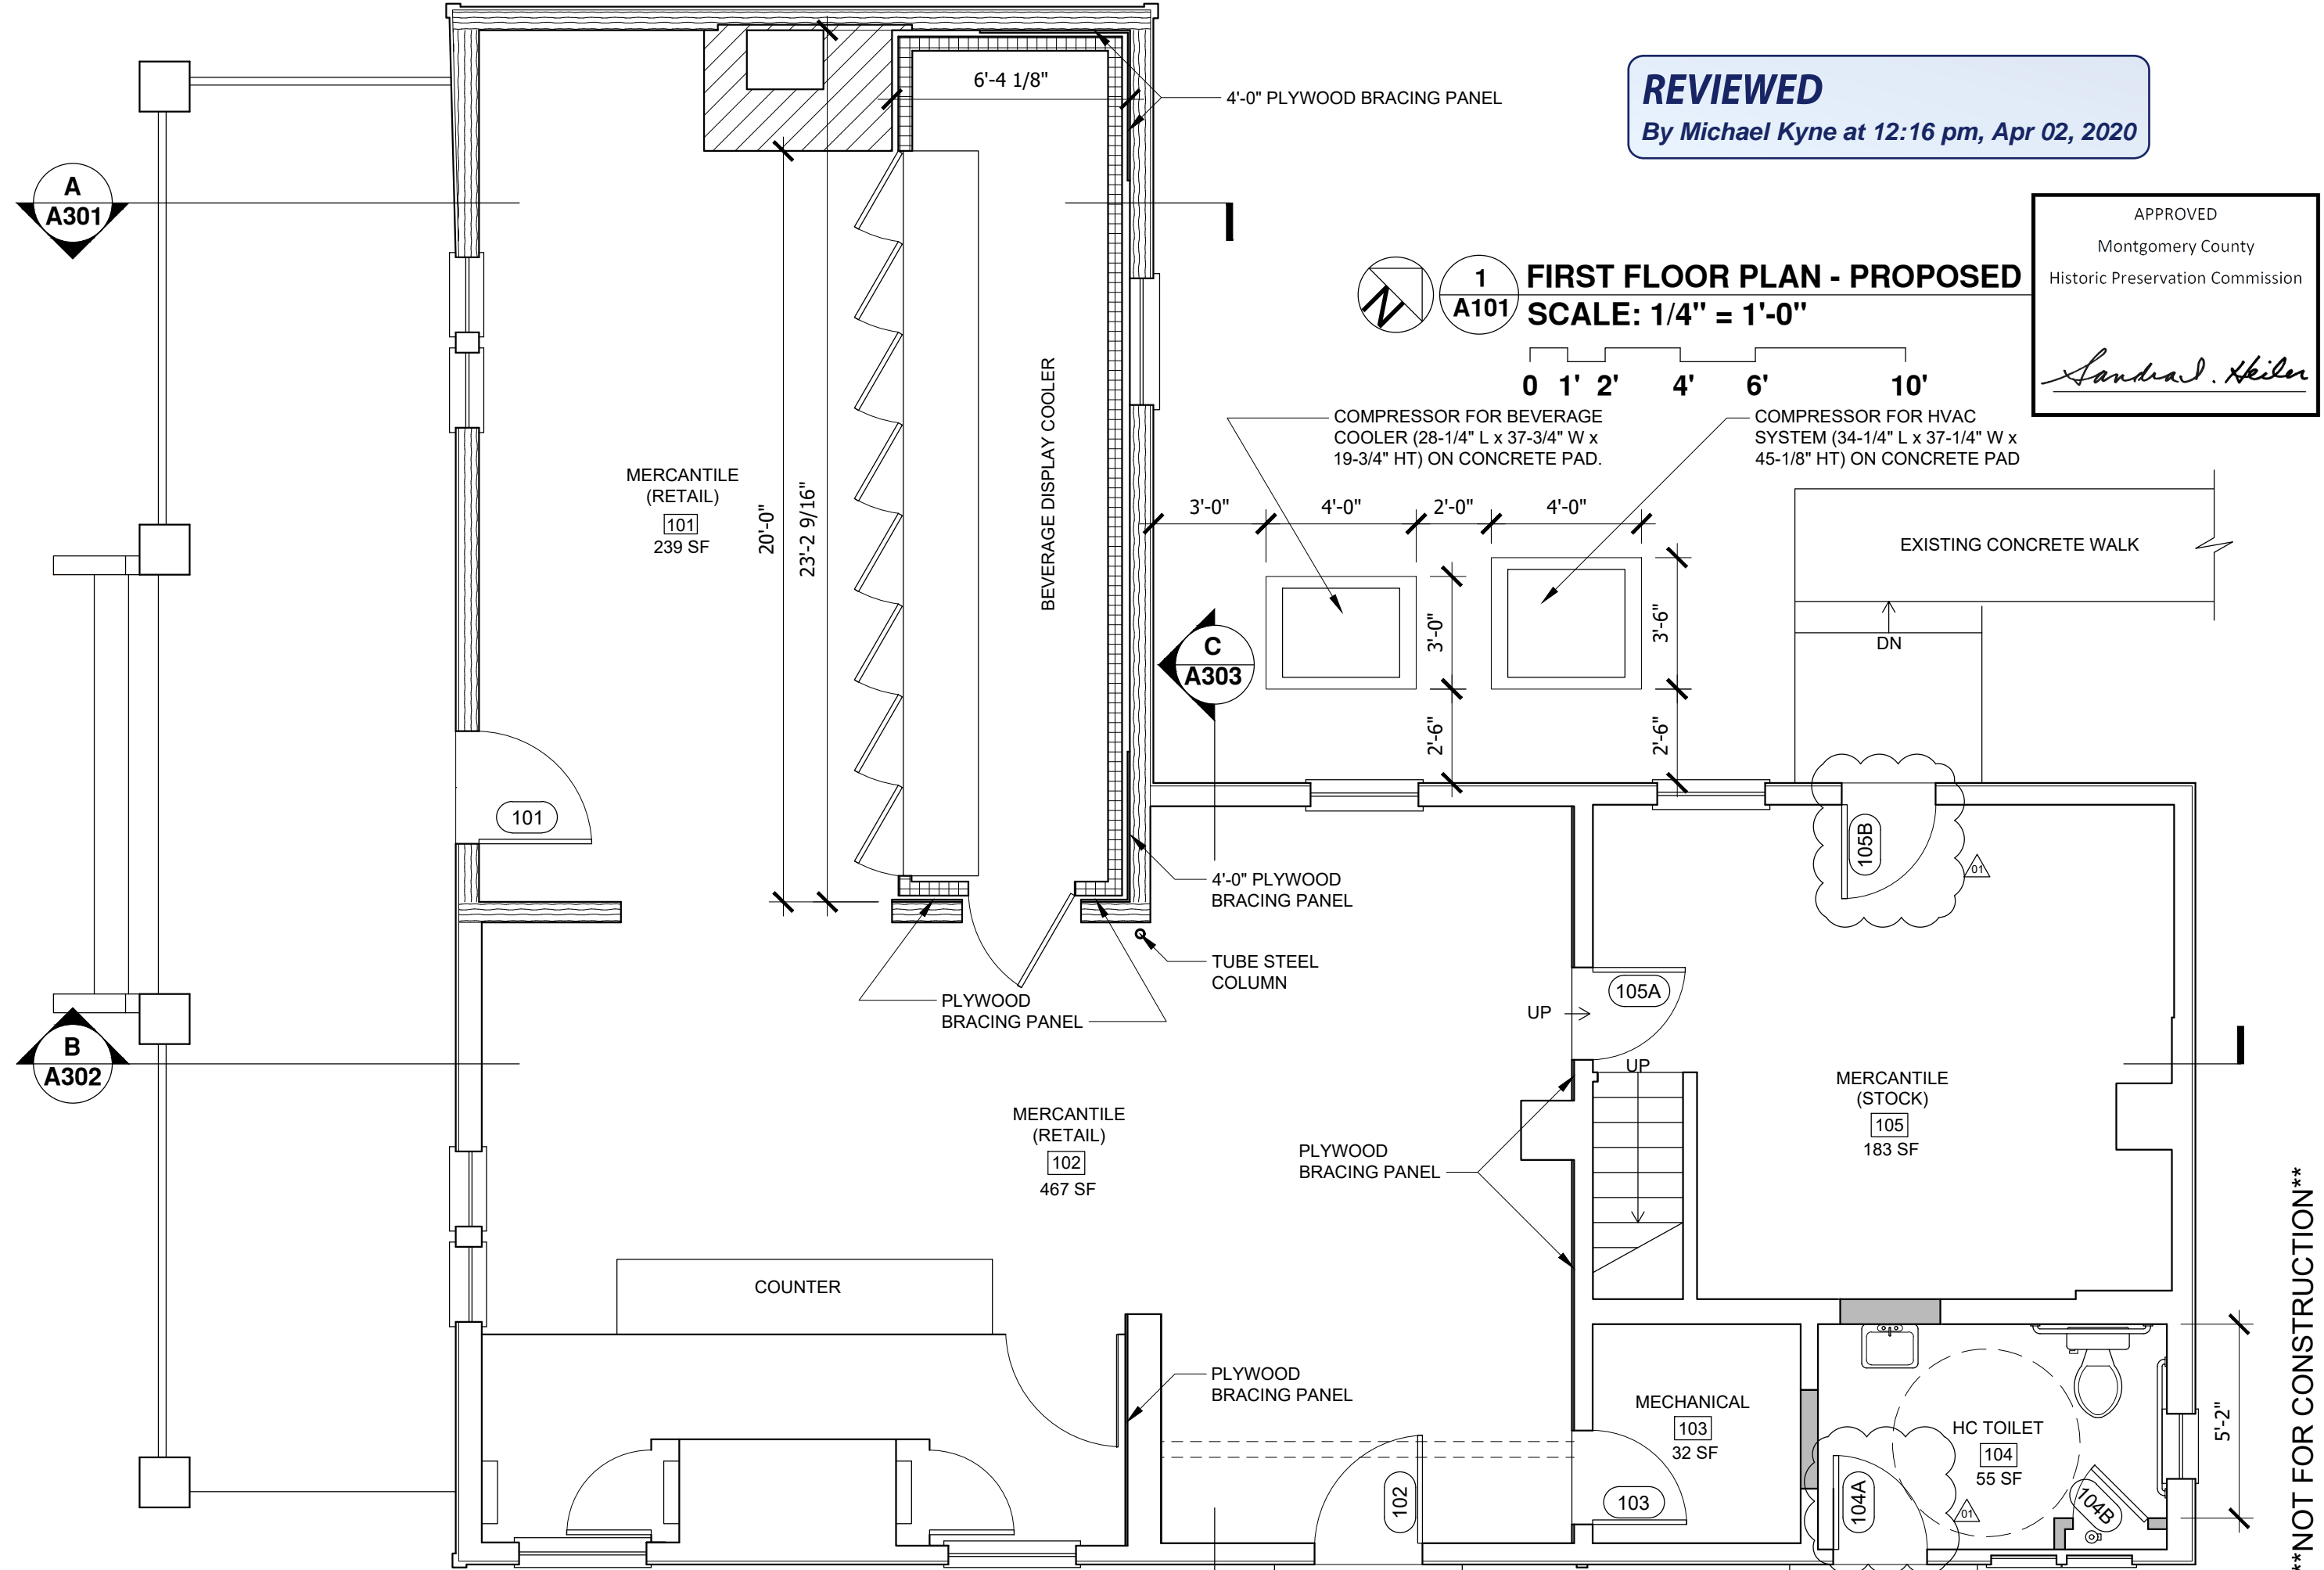 6'-4 1/8"
4'-0" PLYWOOD BRACING PANEL
REVIEWED
By Michael Kyne at 12:16 pm, Apr 02, 2020
APPROVED
Montgomery County
Historic Preservation Commission
Sandra I. Heiler
A
A301
N
1
A101
FIRST FLOOR PLAN - PROPOSED
SCALE: 1/4" = 1'-0"
0 1' 2' 4' 6' 10'
COMPRESSOR FOR BEVERAGE
COOLER (28-1/4" L x 37-3/4" W x
19-3/4" HT) ON CONCRETE PAD.
COMPRESSOR FOR HVAC
SYSTEM (34-1/4" L x 37-1/4" W x
45-1/8" HT) ON CONCRETE PAD
MERCANTILE
(RETAIL)
101
239 SF
20'-0"
23'-2 9/16"
BEVERAGE DISPLAY COOLER
3'-0"
4'-0"
2'-0"
4'-0"
EXISTING CONCRETE WALK
3'-0"
3'-6"
DN
C
A303
2'-6"
2'-6"
101
105B
01
4'-0" PLYWOOD
BRACING PANEL
TUBE STEEL
COLUMN
PLYWOOD
BRACING PANEL
105A
UP
UP
B
A302
MERCANTILE
(RETAIL)
102
467 SF
MERCANTILE
(STOCK)
105
183 SF
PLYWOOD
BRACING PANEL
COUNTER
PLYWOOD
BRACING PANEL
MECHANICAL
103
32 SF
HC TOILET
104
55 SF
5'-2"
102
103
104A
01
104B
**NOT FOR CONSTRUCTION**